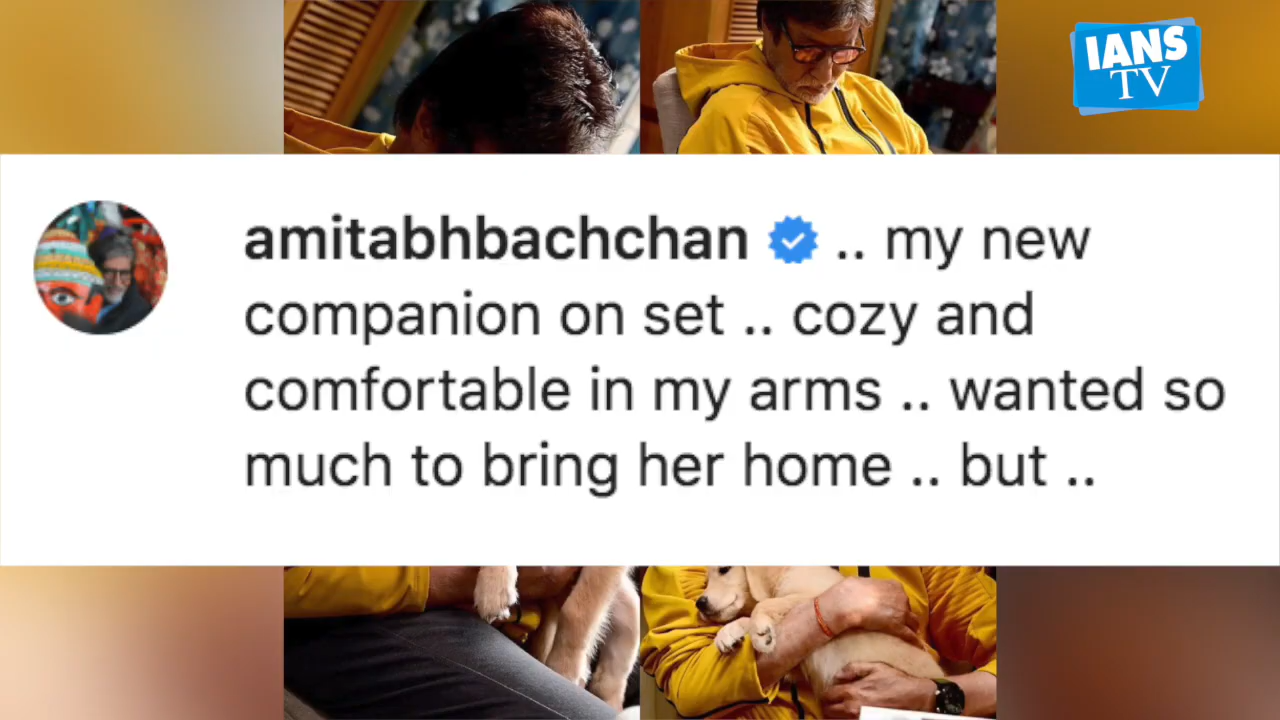 IANS
TV
amitabhbachchan .. my new
companion on set .. cozy and
comfortable in my arms .. wanted so
much to bring her home .. but ..